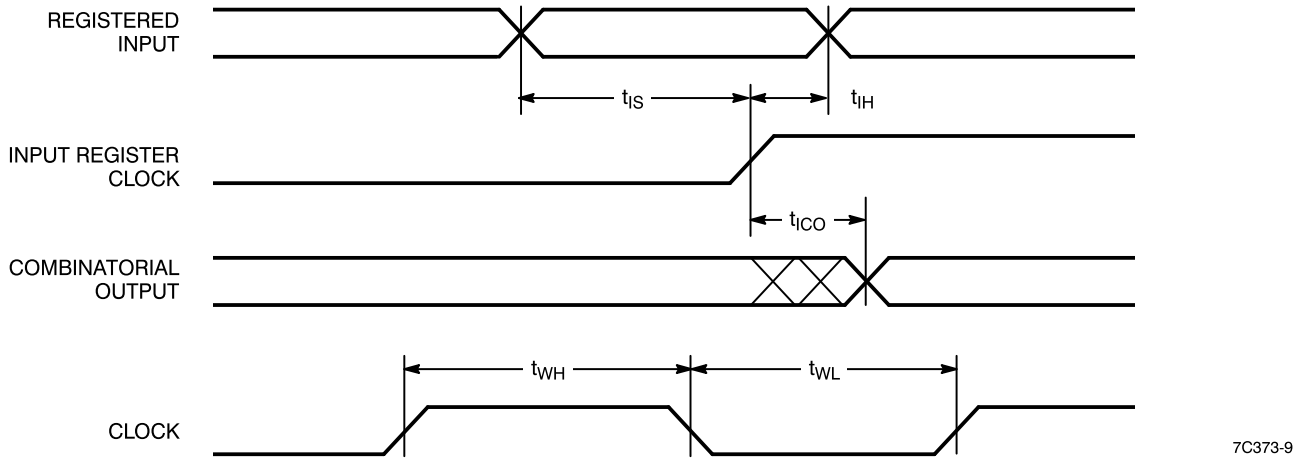 REGISTERED
INPUT
tIS
tIH
INPUT REGISTER
CLOCK
tICO
COMBINATORIAL
OUTPUT
tWH
tWL
CLOCK
7C373-9